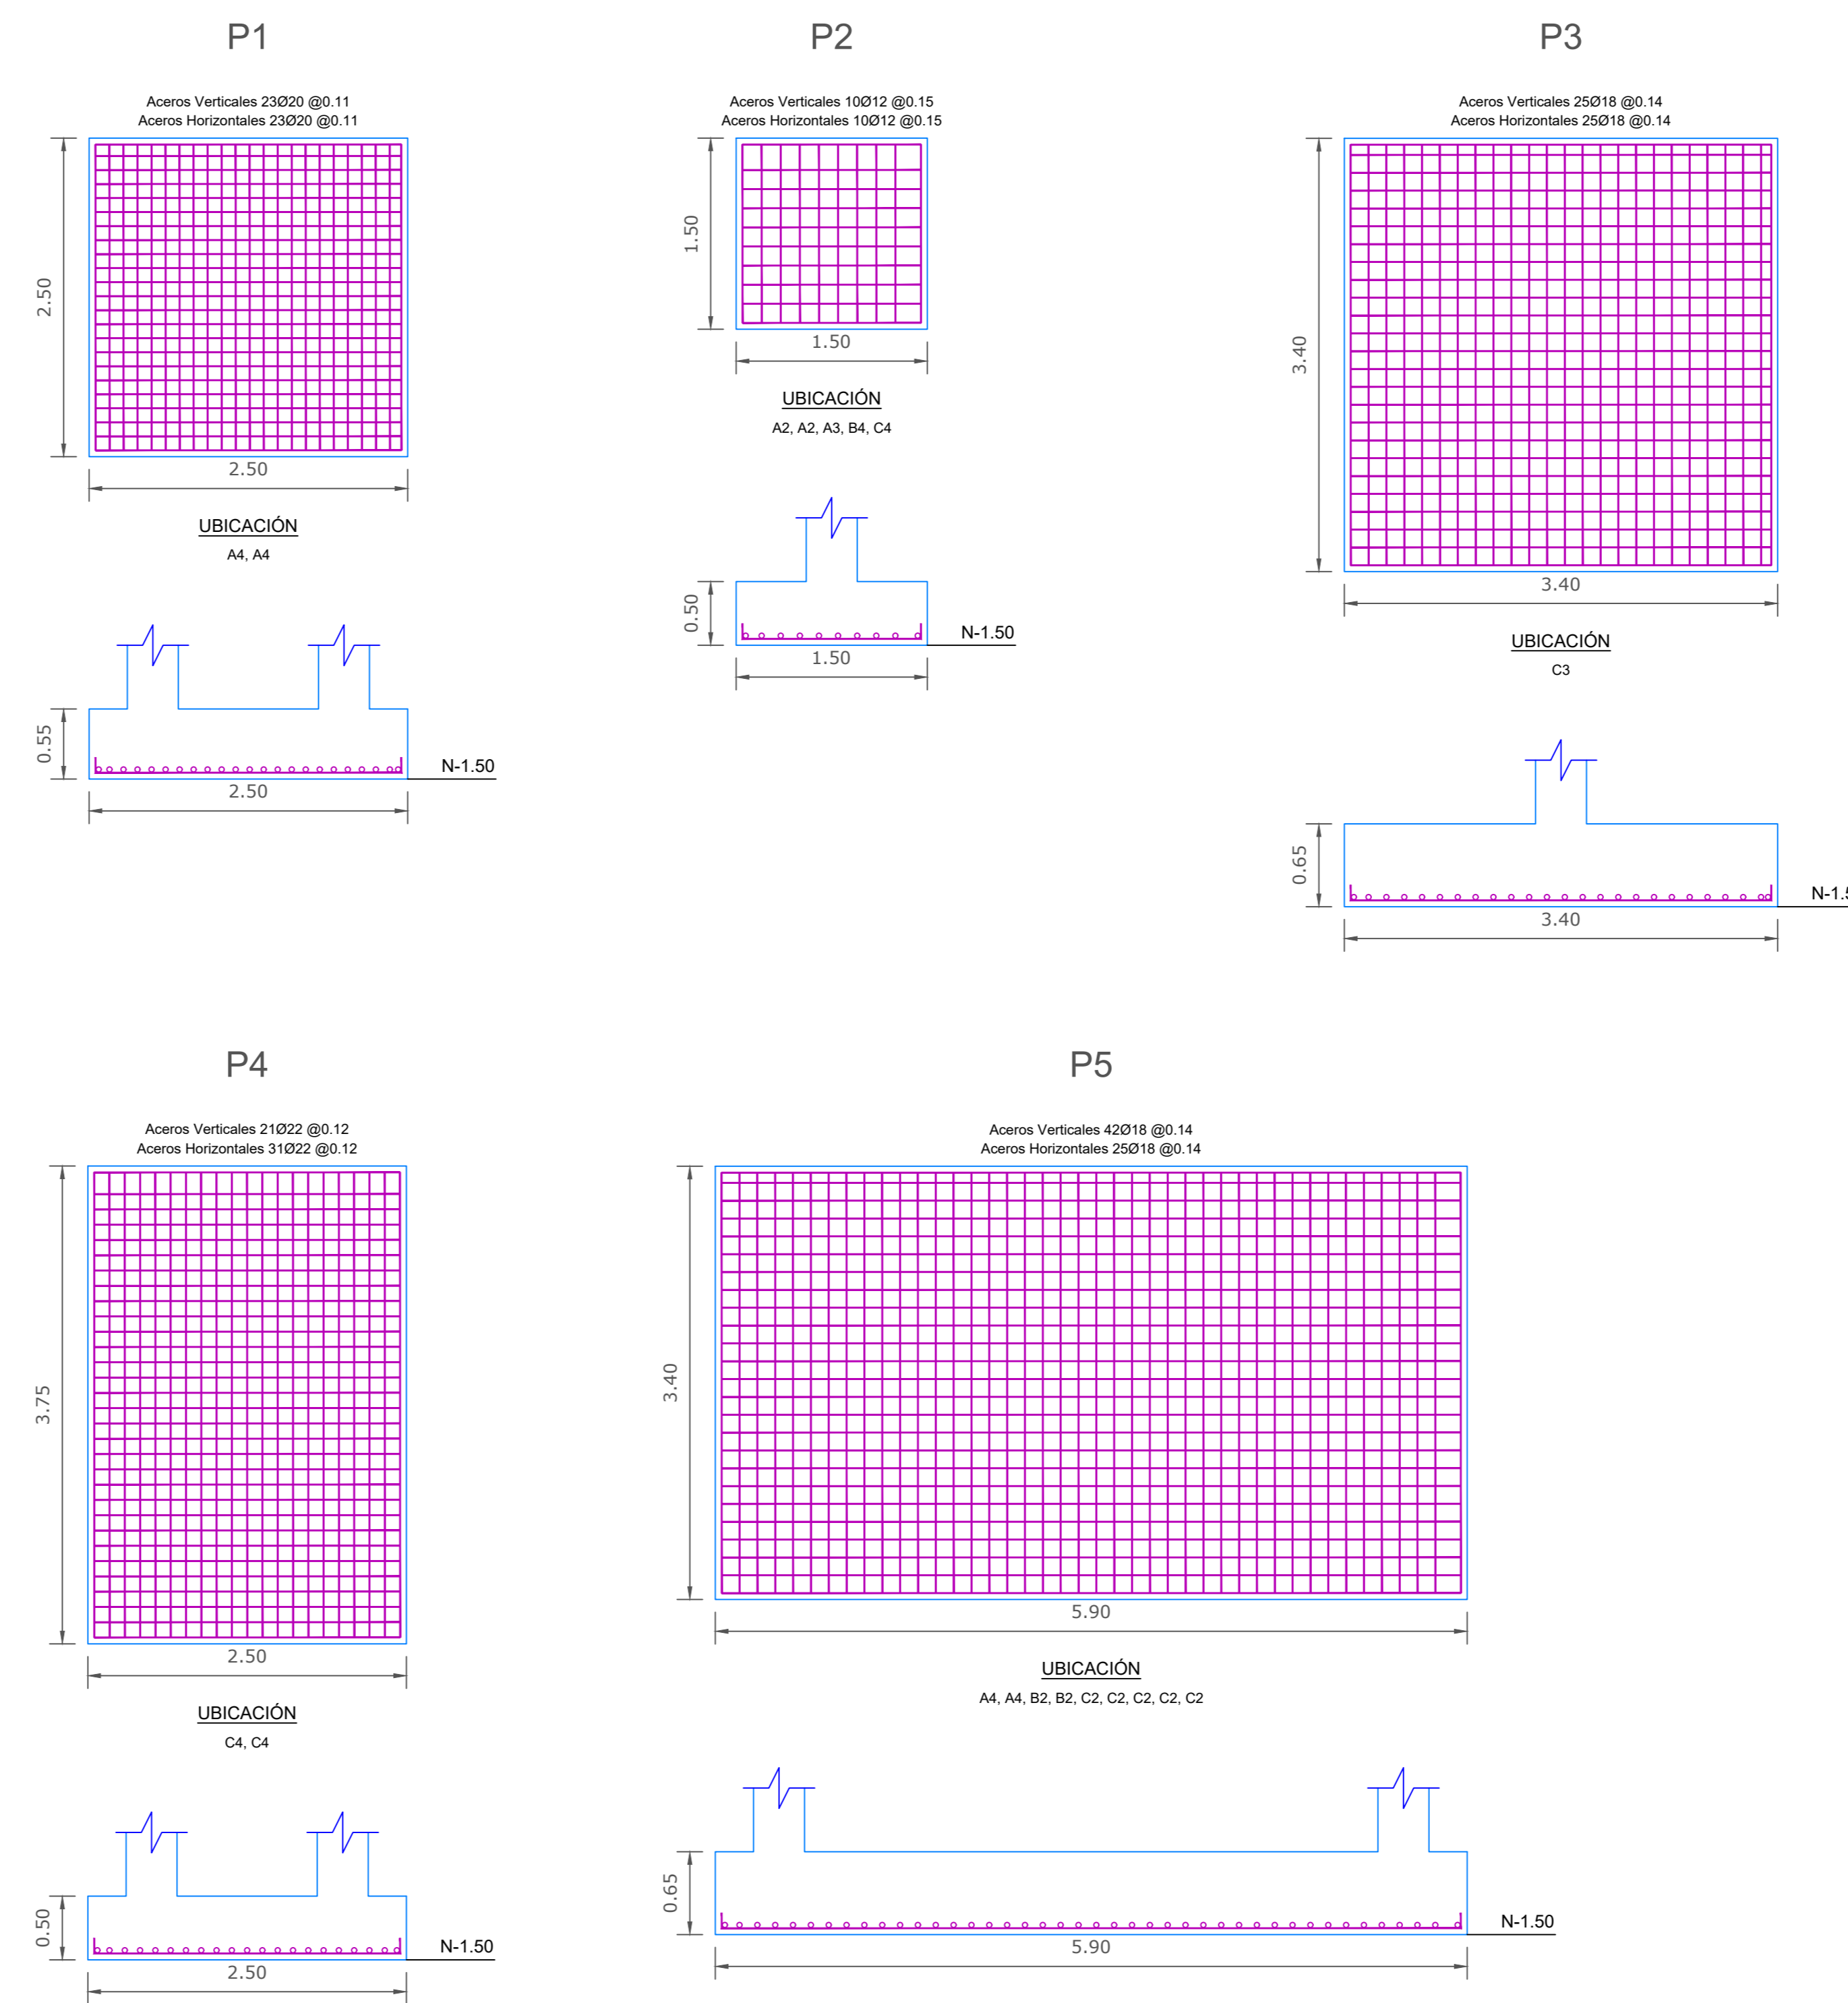 P1
Aceros Verticales 23Ø20 @0.11
Aceros Horizontales 23Ø20 @0.11
2.50
2.50
UBICACIÓN
A4, A4
0.55
N-1.50
2.50
P2
Aceros Verticales 10Ø12 @0.15
Aceros Horizontales 10Ø12 @0.15
1.50
1.50
UBICACIÓN
A2, A2, A3, B4, C4
0.50
N-1.50
1.50
P3
Aceros Verticales 25Ø18 @0.14
Aceros Horizontales 25Ø18 @0.14
3.40
3.40
UBICACIÓN
C3
0.65
3.40
P4
Aceros Verticales 21Ø22 @0.12
Aceros Horizontales 31Ø22 @0.12
3.75
2.50
UBICACIÓN
C4, C4
0.50
N-1.50
2.50
P5
Aceros Verticales 42Ø18 @0.14
Aceros Horizontales 25Ø18 @0.14
3.40
5.90
UBICACIÓN
A4, A4, B2, B2, C2, C2, C2, C2, C2
0.65
N-1.50
5.90